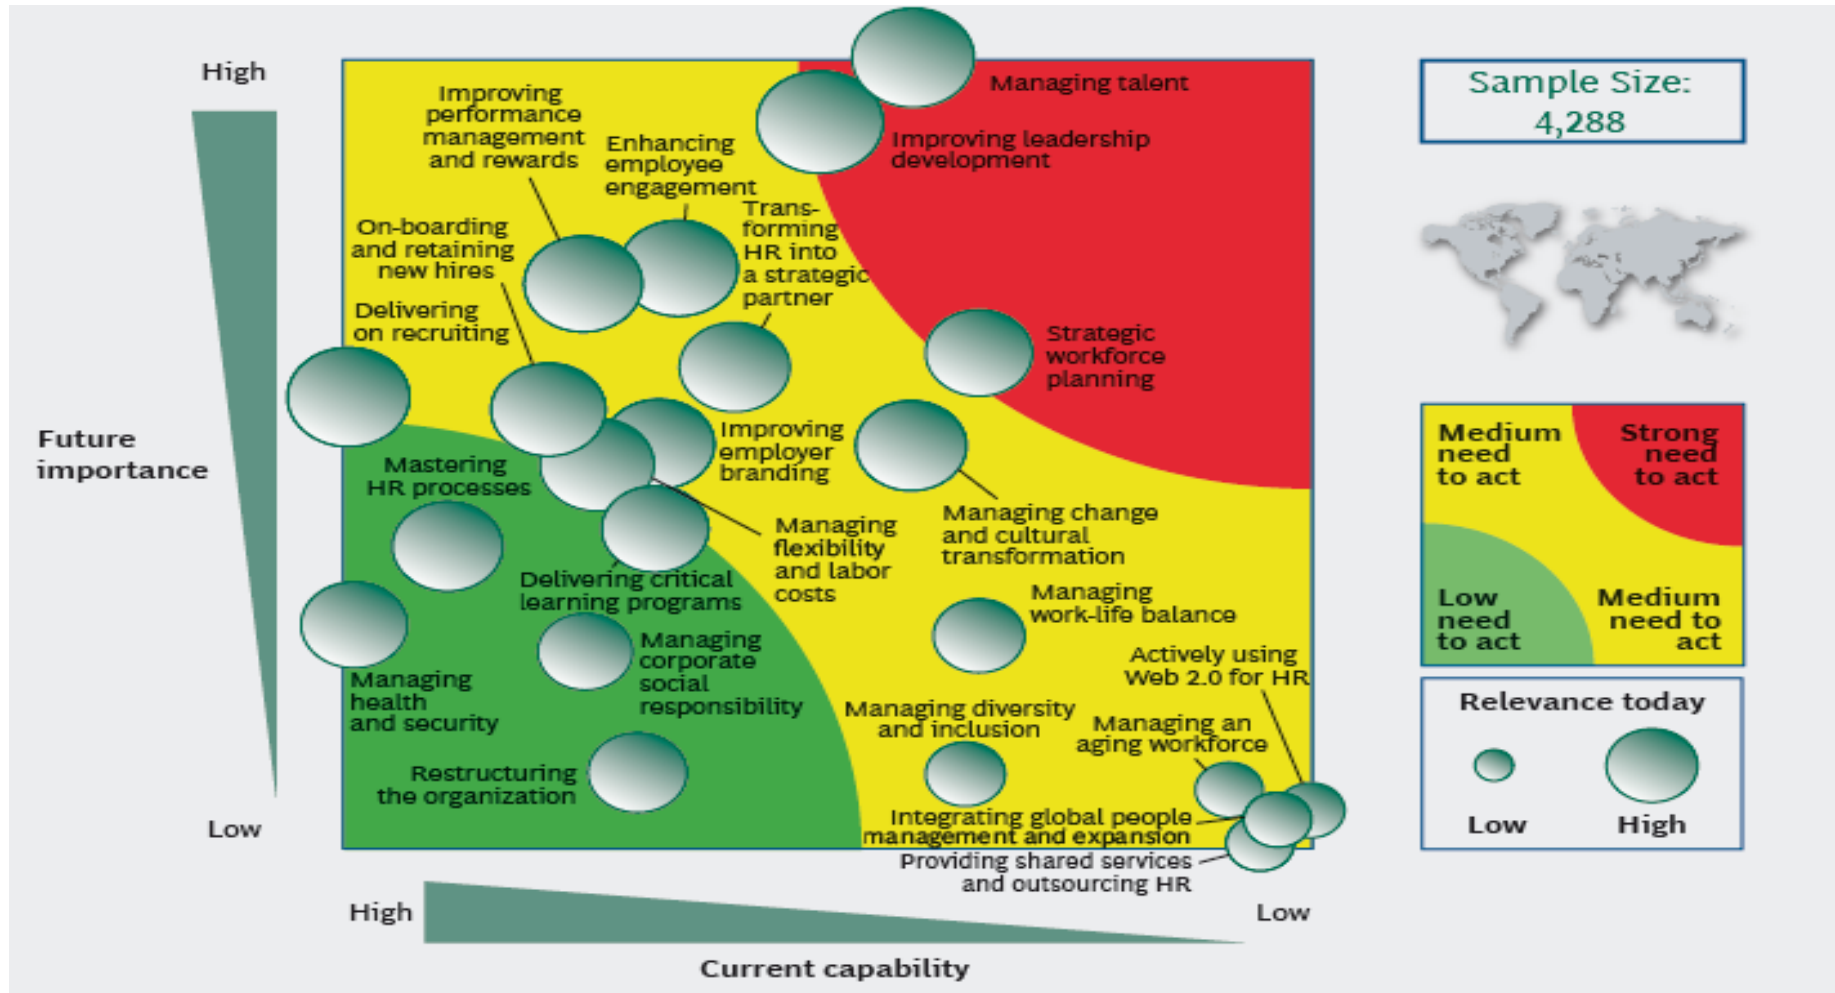 High
Improving
performance
management
and rewards
Enhancing
employee
engagement
Managing talent
Improving leadership
development
On-boarding
and retaining
new hires
Trans-
forming
HR into
a strategic
partner
Delivering
on recruiting
Strategic
workforce
planning
Future
importance
Mastering
HR processes
Improving
employer
branding
Managing
flexibility
and labor
costs
Managing change
and cultural
transformation
Delivering critical
learning programs
Managing
work-life balance
Managing
corporate
social
responsibility
Actively using
Web 2.0 for HR
Managing
health
and security
Managing diversity
and inclusion
Managing an
aging workforce
Restructuring
the organization
Integrating global people
management and expansion
Providing shared services
and outsourcing HR
Low
High
Low
Current capability
Sample Size:
4,288
Medium
need
to act
Strong
need
to act
Low
need
to act
Medium
need to
act
Relevance today
Low
High